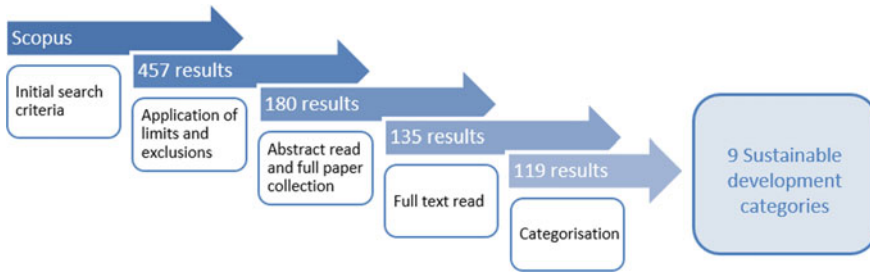 Scopus
Initial search
criteria
457 results
Application of
limits and
exclusions
180 results
Abstract read
and full paper
collection
135 results
Full text read
119 results
Categorisation
9 Sustainable
development
categories